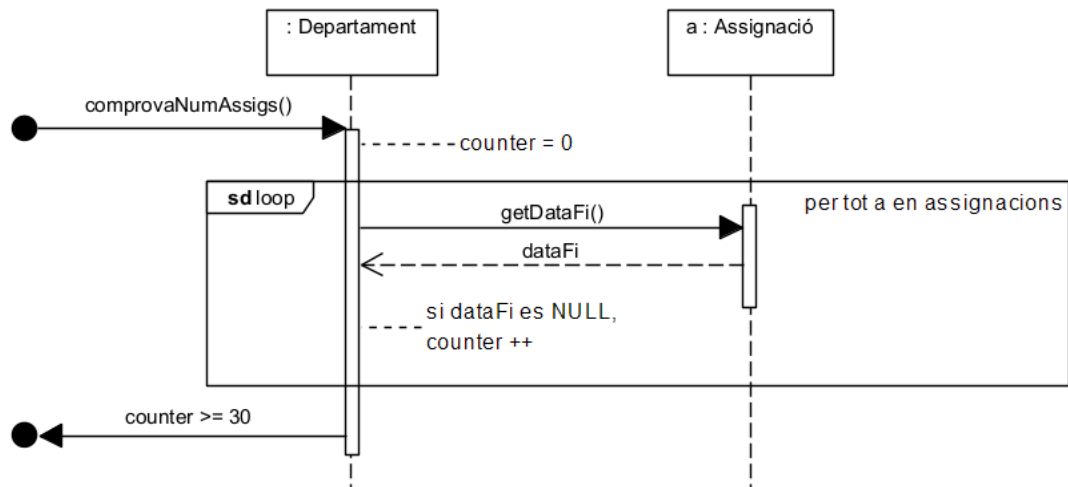 : Departament
a : Assignació
comprovaNumAssigs()
counter = 0
sd loop
per tot a en assignacions
getDataFi()
dataFi
si dataFi es NULL,
counter ++
counter >= 30